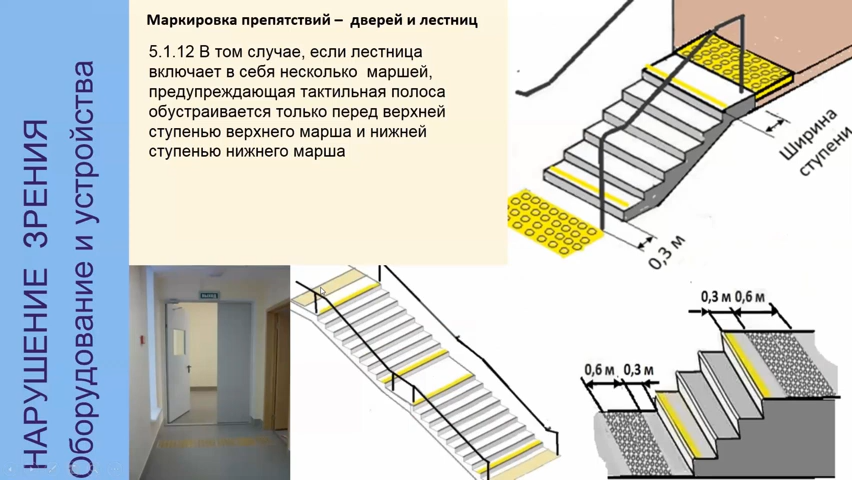 НАРУШЕНИЕ ЗРЕНИЯ
Оборудование и устройства
Маркировка препятствий – дверей и лестниц
5.1.12 В том случае, если лестница
включает в себя несколько маршей,
предупреждающая тактильная полоса
обустраивается только перед верхней
ступенью верхнего марша и нижней
ступенью нижнего марша
Ширина
ступени
0,3 м
0,3 м 0,6 м
0,6 м 0,3 м